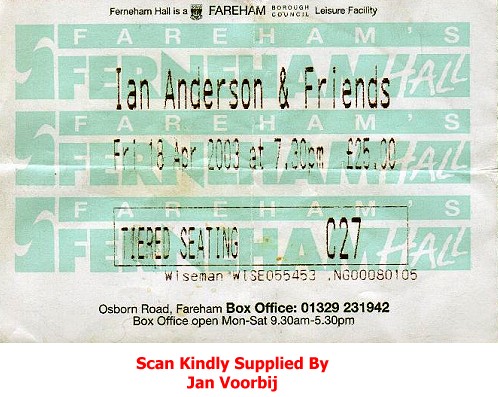 Ferneham Hall is a FAREHAM BOROUGH COUNCIL Leisure Facility
FAREHAM'S
FERNEHAM HALL
Ian Anderson & Friends
FAREHAM'S
FERNEHAM HALL
Fri 18 Apr 2003 at 7.30pm £25.00
FAREHAM'S
FERNEHAM HALL
TIERED SEATING C27
Wiseman WISE055453 .NG00080105
Osborn Road, Fareham Box Office: 01329 231942
Box Office open Mon-Sat 9.30am-5.30pm
Scan Kindly Supplied By
Jan Voorbij